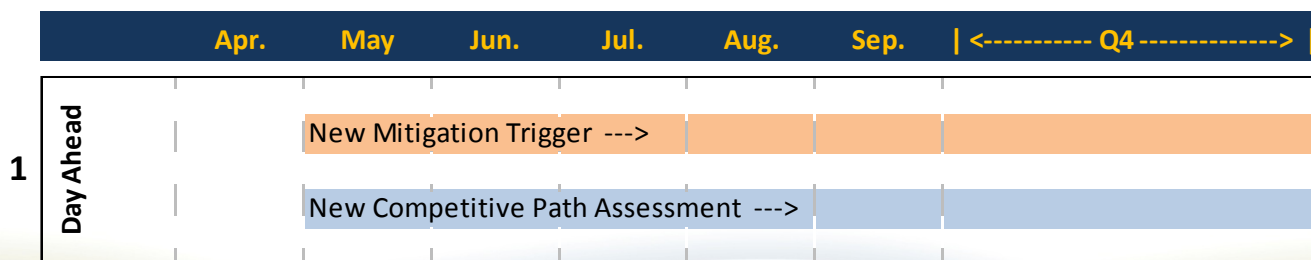 Apr. May Jun. Jul. Aug. Sep. | <----------- Q4 --------------> |
1
Day Ahead
New Mitigation Trigger --->
New Competitive Path Assessment --->